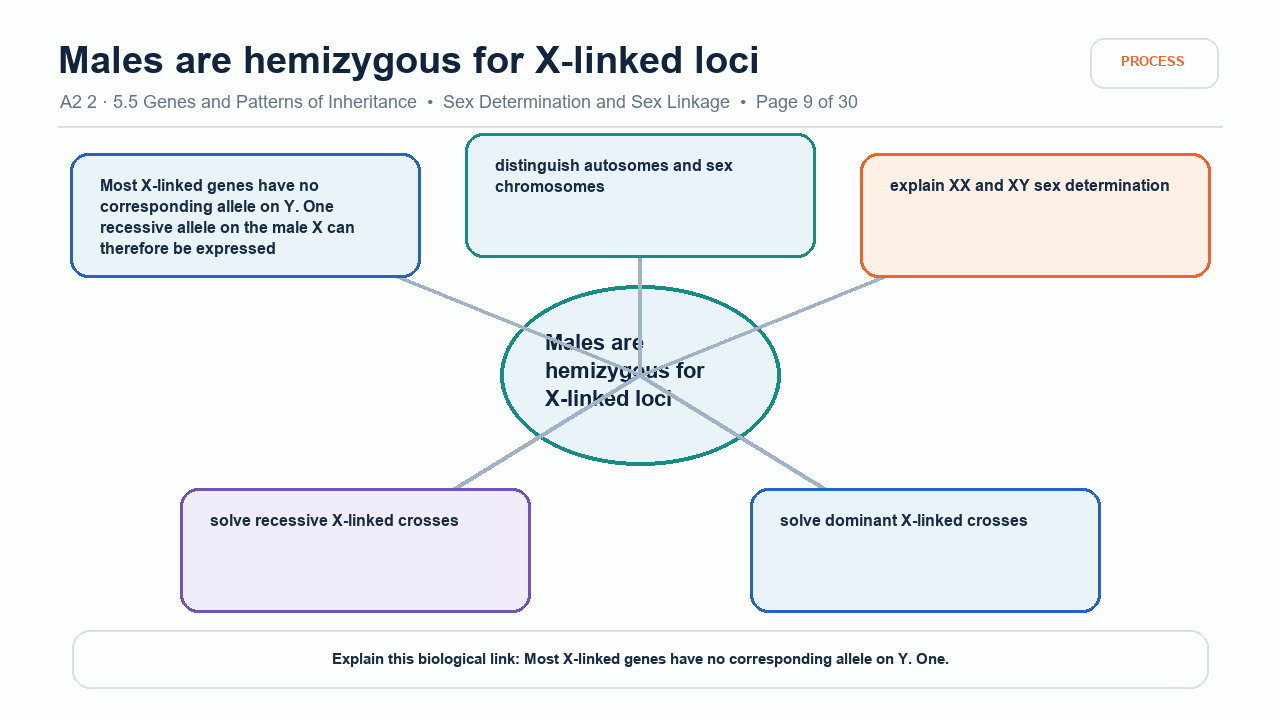 Males are hemizygous for X-linked loci
PROCESS
A2 2 · 5.5 Genes and Patterns of Inheritance • Sex Determination and Sex Linkage • Page 9 of 30
Most X-linked genes have no
corresponding allele on Y. One
recessive allele on the male X can
therefore be expressed
distinguish autosomes and sex
chromosomes
explain XX and XY sex determination
Males are
hemizygous for
X-linked loci
solve recessive X-linked crosses
solve dominant X-linked crosses
Explain this biological link: Most X-linked genes have no corresponding allele on Y. One.